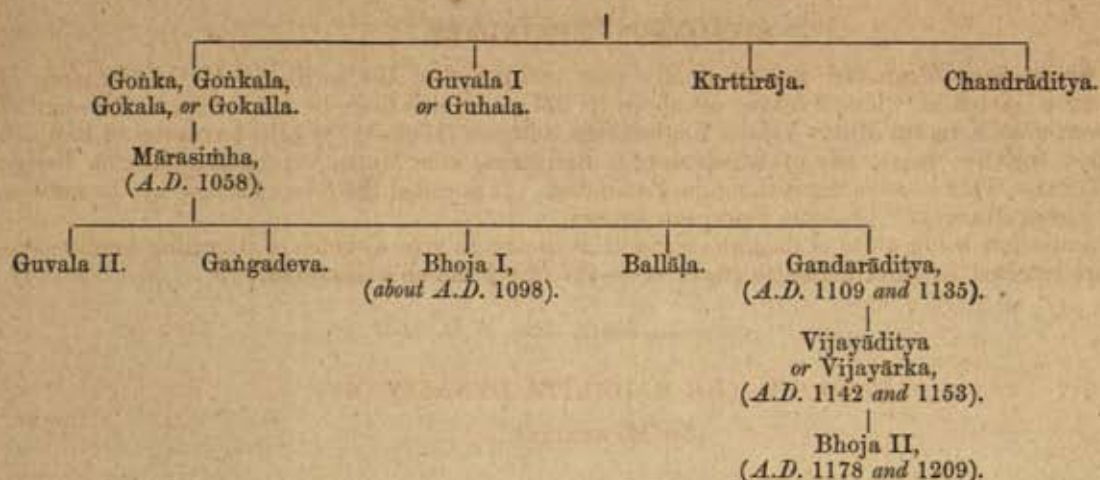 Goṅka, Goṅkala, Guvala I Kīrttirāja. Chandrāditya.
Gokala, or Gokalla. or Guhala.
Mārasiṁha,
(A.D. 1058).
Guvala II. Gaṅgadeva. Bhoja I, Ballāḷa. Gandarāditya,
(about A.D. 1098). (A.D. 1109 and 1135).
Vijayāditya
or Vijayārka,
(A.D. 1142 and 1153).
Bhoja II,
(A.D. 1178 and 1209).